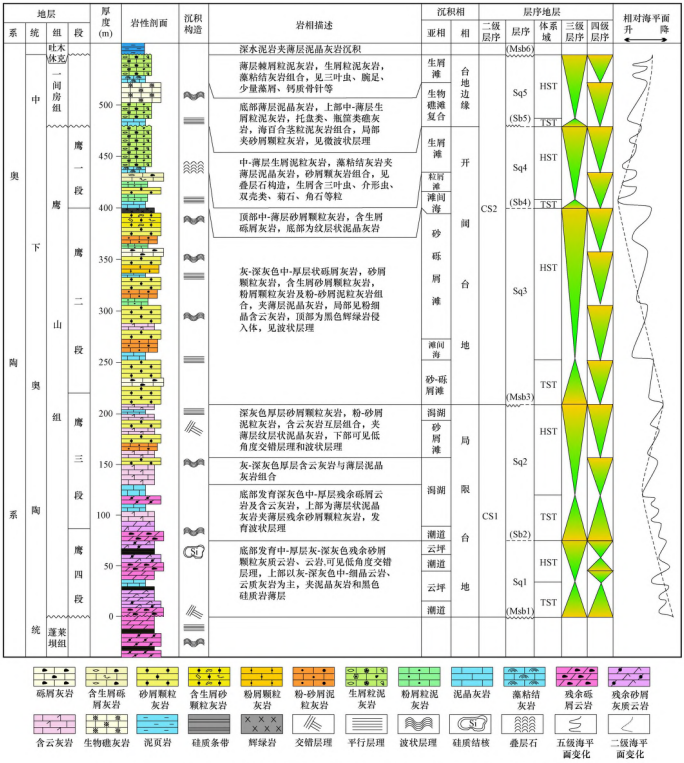 地层
厚度(m)
岩性剖面
沉积构造
岩相描述
沉积相
层序地层
相对海平面
升 降
系 统 组 段
亚相 相
二级层序
层序
体系域
三级层序
四级层序
奥陶系
中统
下奥陶统
吐木休克
一间房组
鹰山组
蓬莱坝组
鹰一段
鹰二段
鹰三段
鹰四段
500
450
400
350
300
250
200
150
100
50
0
Si
深水泥岩夹薄层泥晶灰岩沉积
薄层棘屑粒泥灰岩，生屑粒泥灰岩，
藻粘结灰岩组合，见三叶虫、腕足、
少量藻屑、钙质骨针等
底部薄层泥晶灰岩，上部中-薄层生
屑粒泥灰岩，托盘类、瓶筐类礁灰
岩，海百合茎粒泥灰岩组合，局部
夹砂屑颗粒灰岩，见微波状层理
中-薄层生屑泥粒灰岩，藻粘结灰岩夹
薄层泥晶灰岩，砂屑颗粒灰岩组合，见
叠层石构造，生屑含三叶虫、介形虫、
双壳类，菊石、角石等粒
顶部中-薄层砂屑颗粒灰岩，含生屑
砾屑灰岩，底部为纹层状泥晶灰岩
灰-深灰色中-厚层状砾屑灰岩，砂屑
颗粒灰岩，含生屑砾屑颗粒灰岩，
粉屑颗粒灰岩及粉-砂屑泥粒灰岩组
合，夹薄层泥晶灰岩，局部见粉细
晶含云灰岩，顶部为黑色辉绿岩侵
入体，见波状层理
深灰色厚层砂屑颗粒灰岩，粉-砂屑
泥粒灰岩，含云灰岩互层组合，夹
薄层纹层状泥晶灰岩，下部可见低
角度交错层理和波状层理
灰-深灰色厚层含云灰岩与薄层泥晶
灰岩组合
底部发育深灰色中-厚层残余砾屑云
岩及含云灰岩，上部为薄层状泥晶
灰岩夹薄层残余砂屑颗粒灰岩，发
育波状层理
底部发育中-厚层灰-深灰色残余砂屑
颗粒灰质云岩、云岩,可见低角度交错
层理，上部以灰-深灰色中-细晶云岩、
云质灰岩为主，夹泥晶灰岩和黑色
硅质岩薄层
生屑滩
生物礁滩复合
生屑滩
粒屑滩
滩间海
砂砾屑滩
滩间海
砂-砾屑滩
潟湖
砂屑滩
潟湖
潮道
云坪
潮道
云坪
潮道
台地边缘
开阔台地
局限台地
CS2
CS1
(Msb6)
Sq5
(Sb5)
Sq4
(Sb4)
Sq3
(Msb3)
Sq2
(Sb2)
Sq1
(Msb1)
HST
TST
HST
TST
HST
TST
HST
TST
HST
TST
砾屑灰岩
含生屑砾屑灰岩
砂屑颗粒灰岩
含生屑砂颗粒灰岩
粉屑颗粒灰岩
粉-砂屑泥粒灰岩
生屑粒泥灰岩
粉屑粒泥灰岩
泥晶灰岩
藻粘结灰岩
残余砾屑云岩
残余砂屑灰质云岩
含云灰岩
生物礁灰岩
泥页岩
硅质条带
辉绿岩
交错层理
平行层理
波状层理
Si
硅质结核
叠层石
五级海平面变化
二级海平面变化